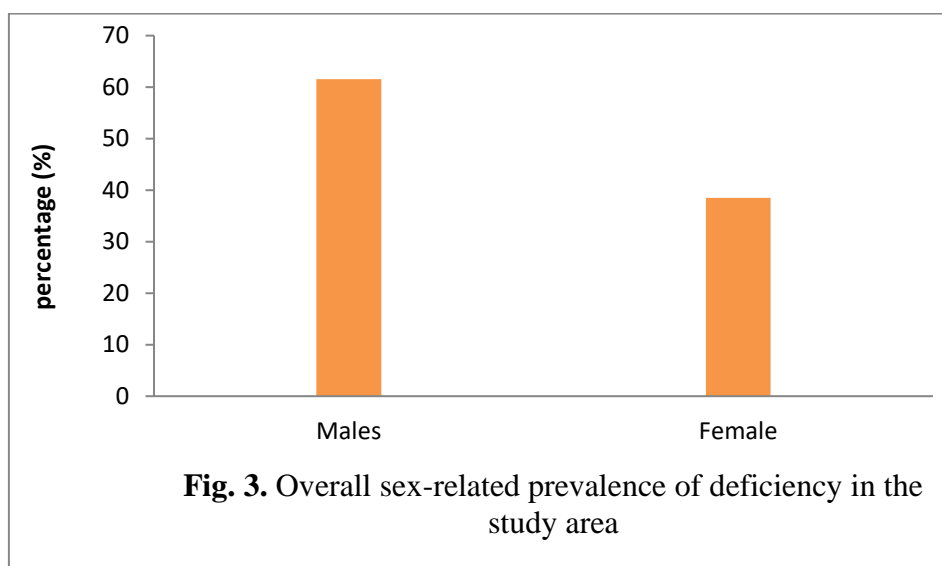 70
60
50
40
30
20
10
0
percentage (%)
Males Female
Fig. 3. Overall sex-related prevalence of deficiency in the
study area